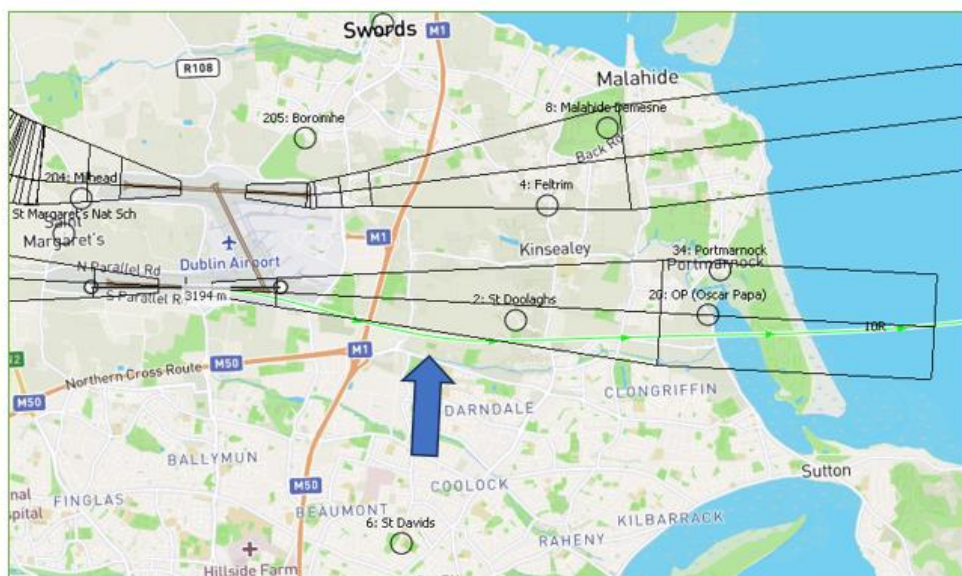 Swords
M1
R108
Malahide
8: Malahide Demesne
205: Boroimhe
Back Rd
204: Milhead
4: Feltrim
St Margaret's Nat Sch
Saint
Margaret's
M1
Kinsealey
34: Portmarnock
Portmarnock
Dublin Airport
N Parallel Rd
S Parallel R
3194 m
2: St Doolaghs
20: OP (Oscar Papa)
10R
M50
M1
Northern Cross Route
M50
CLONGRIFFIN
DARNDALE
BALLYMUN
Sutton
M50
COOLOCK
FINGLAS
BEAUMONT
KILBARRACK
6: St Davids
RAHENY
Hillside Farm